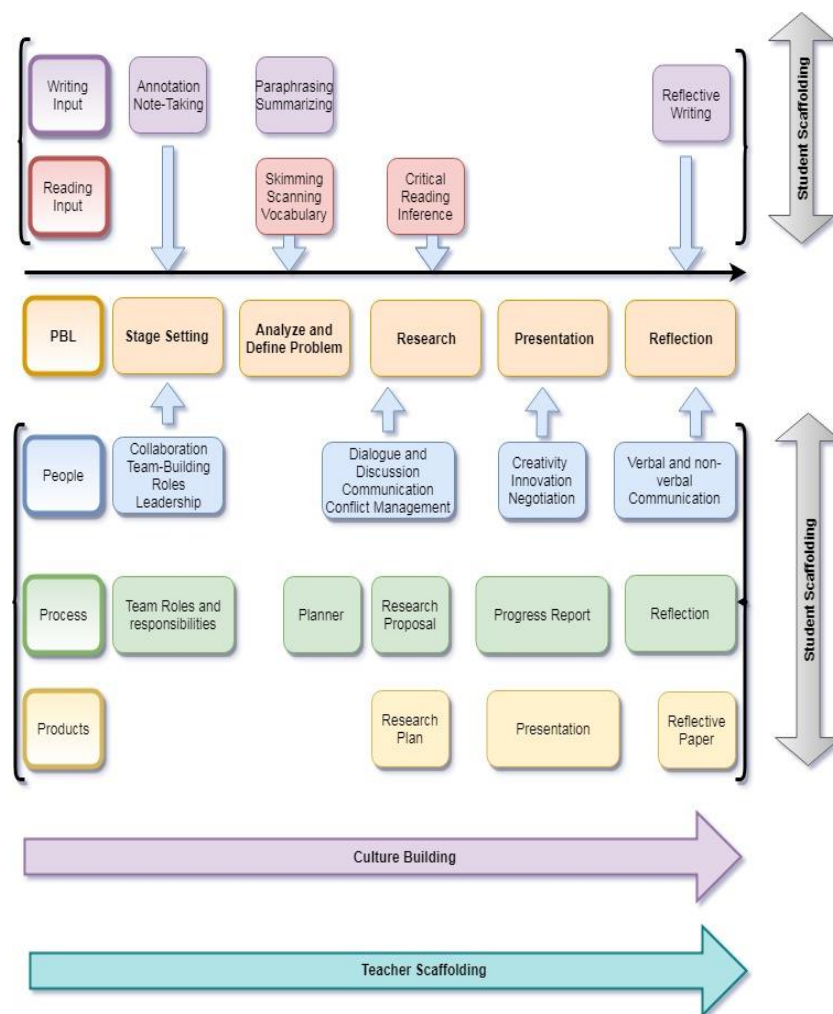 Writing
Input
Annotation
Note-Taking
Paraphrasing
Summarizing
Reflective
Writing
Student Scaffolding
Reading
Input
Skimming
Scanning
Vocabulary
Critical
Reading
Inference
PBL
Stage Setting
Analyze and
Define Problem
Research
Presentation
Reflection
People
Collaboration
Team-Building
Roles
Leadership
Dialogue and
Discussion
Communication
Conflict Management
Creativity
Innovation
Negotiation
Verbal and non-
verbal
Communication
Student Scaffolding
Process
Team Roles and
responsibilities
Planner
Research
Proposal
Progress Report
Reflection
Products
Research
Plan
Presentation
Reflective
Paper
Culture Building
Teacher Scaffolding